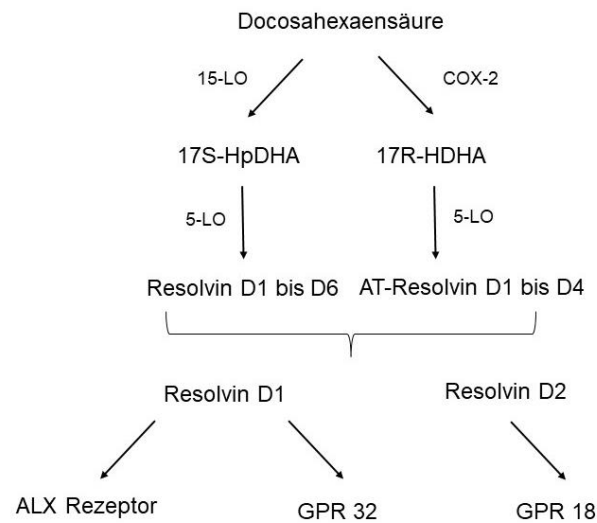 Docosahexaensäure
15-LO COX-2
17S-HpDHA 17R-HDHA
5-LO 5-LO
Resolvin D1 bis D6 AT-Resolvin D1 bis D4
Resolvin D1 Resolvin D2
ALX Rezeptor GPR 32 GPR 18